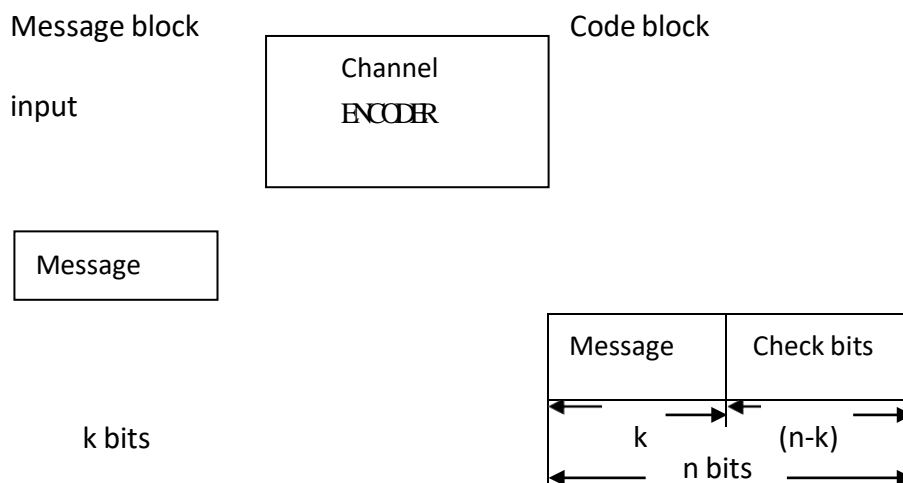 Message block
Code block
Channel
input
ENCODER
Message
Message
Check bits
k bits
k
(n-k)
n bits